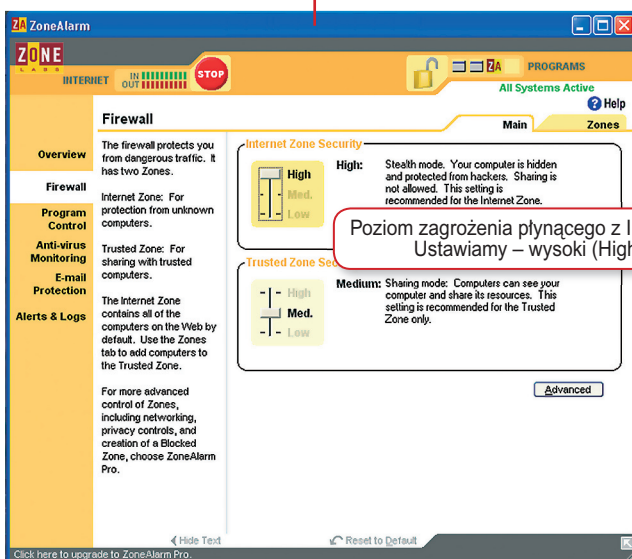 ZA ZoneAlarm
ZONE
LABS
INTERNET
IN
OUT
STOP
ZA
PROGRAMS
All Systems Active
? Help
Firewall
Main
Zones
Overview
Firewall
Program
Control
Anti-virus
Monitoring
E-mail
Protection
Alerts & Logs
The firewall protects you
from dangerous traffic. It
has two Zones.
Internet Zone: For
protection from unknown
computers.
Trusted Zone: For
sharing with trusted
computers.
The Internet Zone
contains all of the
computers on the Web by
default. Use the Zones
tab to add computers to
the Trusted Zone.
For more advanced
control of Zones,
including networking,
privacy controls, and
creation of a Blocked
Zone, choose ZoneAlarm
Pro.
Internet Zone Security
High
Med.
Low
High: Stealth mode. Your computer is hidden
and protected from hackers. Sharing is
not allowed. This setting is
recommended for the Internet Zone.
Poziom zagrożenia płynącego z I
Ustawiamy – wysoki (High
Trusted Zone Sec
High
Med.
Low
Medium: Sharing mode: Computers can see your
computer and share its resources. This
setting is recommended for the Trusted
Zone only.
Advanced
Hide Text
Reset to Default
Click here to upgrade to ZoneAlarm Pro.